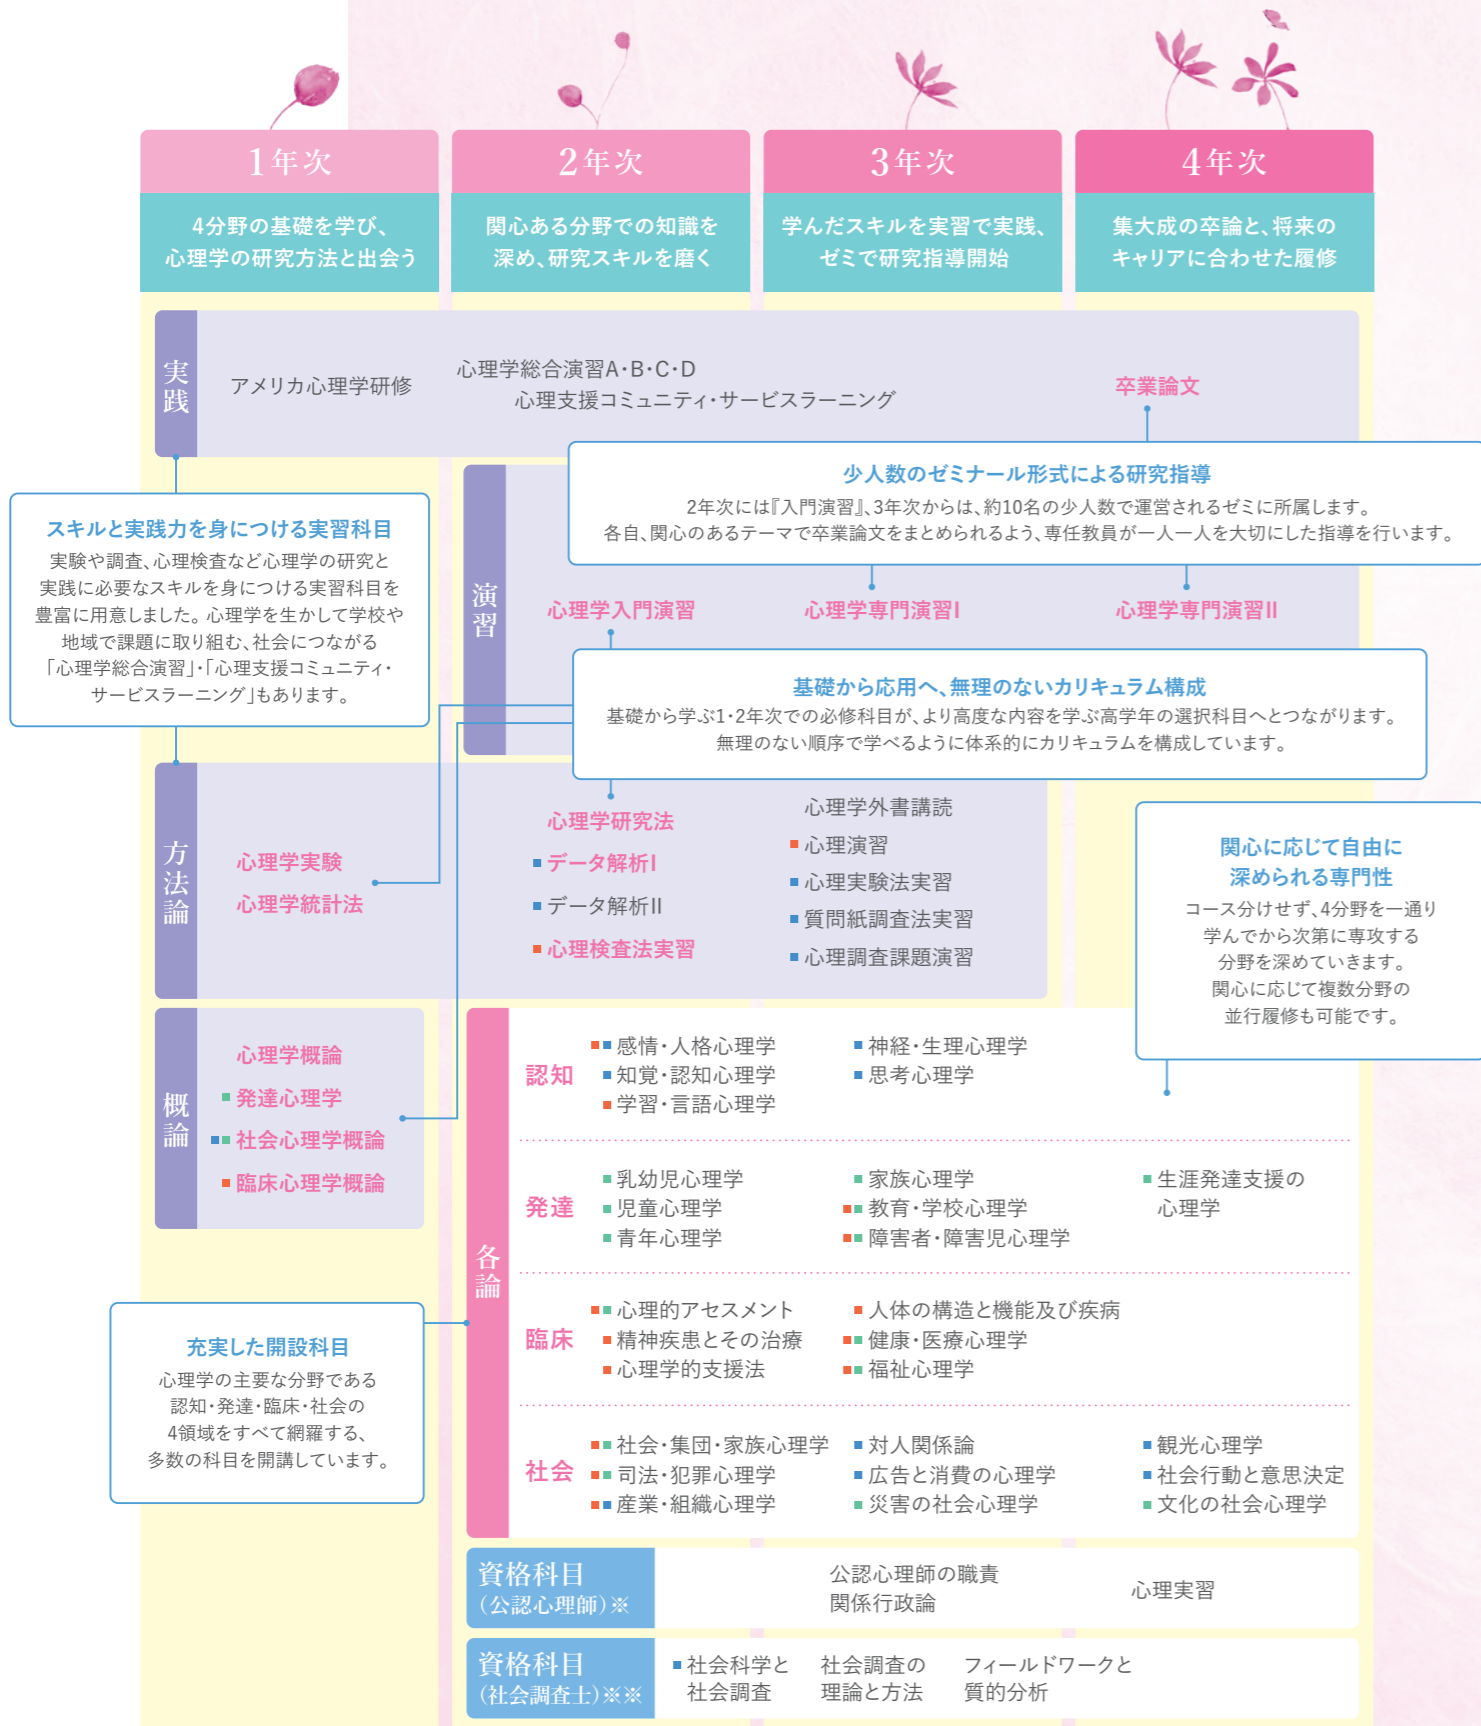 1年次
2年次
3年次
4年次
4分野の基礎を学び、
心理学の研究方法と出会う
関心ある分野での知識を
深め、研究スキルを磨く
学んだスキルを実習で実践、
ゼミで研究指導開始
集大成の卒論と、将来の
キャリアに合わせた履修
実践
アメリカ心理学研修
心理学総合演習A・B・C・D
心理支援コミュニティ・サービスラーニング
卒業論文
少人数のゼミナール形式による研究指導
2年次には『入門演習』、3年次からは、約10名の少人数で運営されるゼミに所属します。
各自、関心のあるテーマで卒業論文をまとめられるよう、専任教員が一人一人を大切にした指導を行います。
スキルと実践力を身につける実習科目
実験や調査、心理検査など心理学の研究と
実践に必要なスキルを身につける実習科目を
豊富に用意しました。心理学を生かして学校や
地域で課題に取り組む、社会につながる
「心理学総合演習」・「心理支援コミュニティ・
サービスラーニング」もあります。
演習
心理学入門演習
心理学専門演習I
心理学専門演習II
基礎から応用へ、無理のないカリキュラム構成
基礎から学ぶ1・2年次での必修科目が、より高度な内容を学ぶ高学年の選択科目へとつながります。
無理のない順序で学べるように体系的にカリキュラムを構成しています。
方法論
心理学実験
心理学統計法
心理学研究法
データ解析I
データ解析II
心理検査法実習
心理学外書講読
心理演習
心理実験法実習
質問紙調査法実習
心理調査課題演習
関心に応じて自由に
深められる専門性
コース分けせず、4分野を一通り
学んでから次第に専攻する
分野を深めていきます。
関心に応じて複数分野の
並行履修も可能です。
概論
心理学概論
発達心理学
社会心理学概論
臨床心理学概論
各論
認知
感情・人格心理学
知覚・認知心理学
学習・言語心理学
神経・生理心理学
思考心理学
発達
乳幼児心理学
児童心理学
青年心理学
家族心理学
教育・学校心理学
障害者・障害児心理学
生涯発達支援の
心理学
臨床
心理的アセスメント
精神疾患とその治療
心理学的支援法
人体の構造と機能及び疾病
健康・医療心理学
福祉心理学
社会
社会・集団・家族心理学
司法・犯罪心理学
産業・組織心理学
対人関係論
広告と消費の心理学
災害の社会心理学
観光心理学
社会行動と意思決定
文化の社会心理学
充実した開設科目
心理学の主要な分野である
認知・発達・臨床・社会の
4領域をすべて網羅する、
多数の科目を開講しています。
資格科目
（公認心理師）※
公認心理師の職責
関係行政論
心理実習
資格科目
（社会調査士）※※
社会科学と
社会調査
社会調査の
理論と方法
フィールドワークと
質的分析